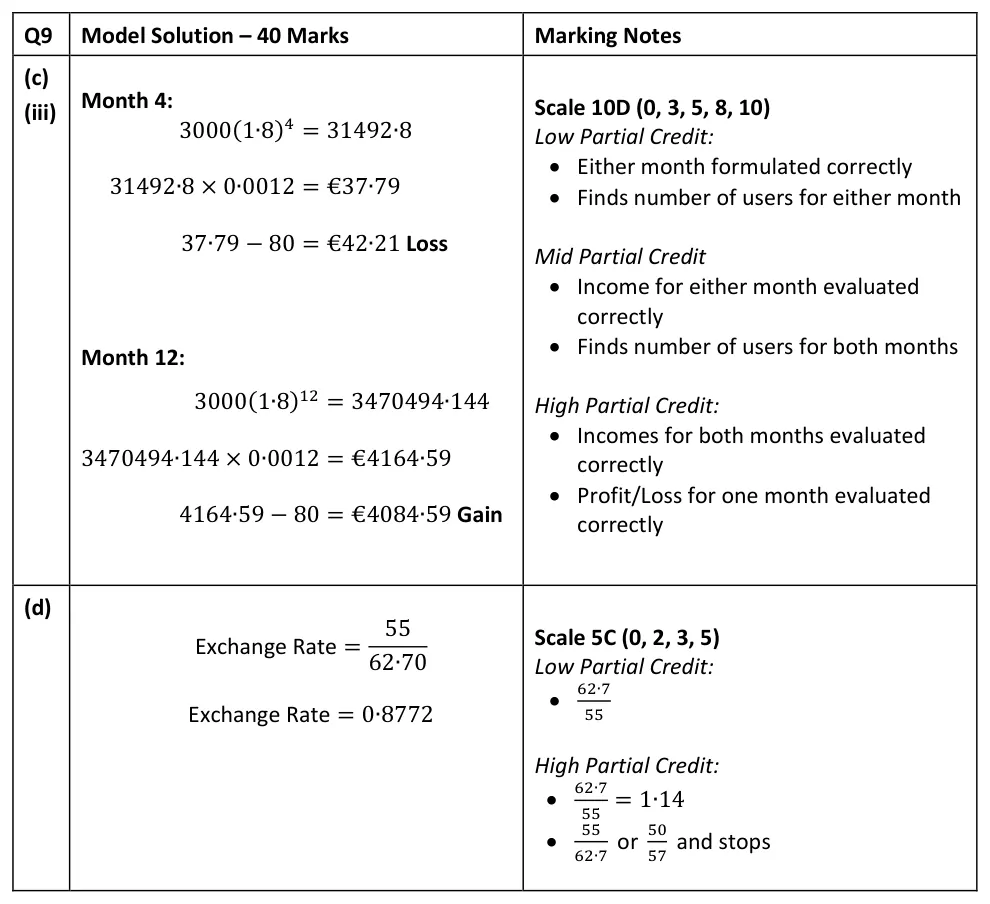 Q9 Model Solution – 40 Marks Marking Notes
(c)
(iii)
Month 4:
3000(1·8)⁴ = 31492·8
31492·8 × 0·0012 = €37·79
37·79 − 80 = €42·21 Loss
Month 12:
3000(1·8)¹² = 3470494·144
3470494·144 × 0·0012 = €4164·59
4164·59 − 80 = €4084·59 Gain
Scale 10D (0, 3, 5, 8, 10)
Low Partial Credit:
• Either month formulated correctly
• Finds number of users for either month
Mid Partial Credit
• Income for either month evaluated
correctly
• Finds number of users for both months
High Partial Credit:
• Incomes for both months evaluated
correctly
• Profit/Loss for one month evaluated
correctly
(d)
Exchange Rate = 55/62·70
Exchange Rate = 0·8772
Scale 5C (0, 2, 3, 5)
Low Partial Credit:
• 62·7/55
High Partial Credit:
• 62·7/55 = 1·14
• 55/62·7 or 50/57 and stops